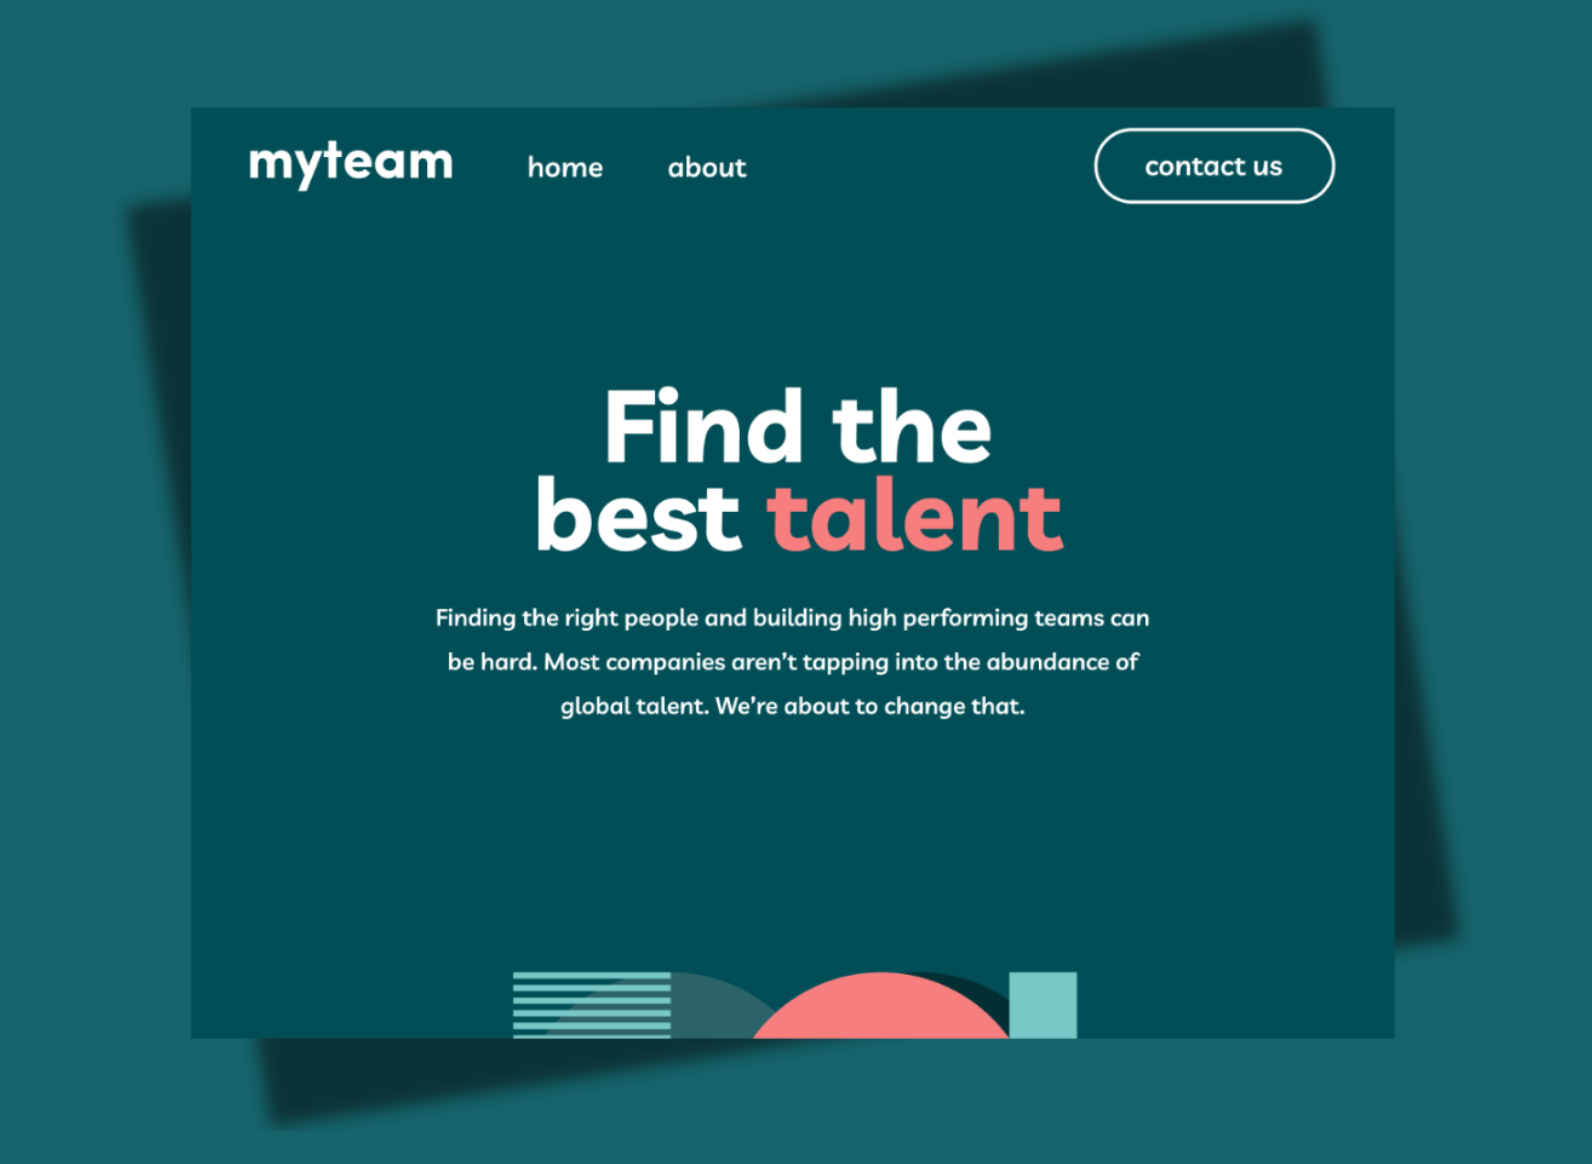 myteam home about contact us
Find the
best talent
Finding the right people and building high performing teams can
be hard. Most companies aren’t tapping into the abundance of
global talent. We’re about to change that.